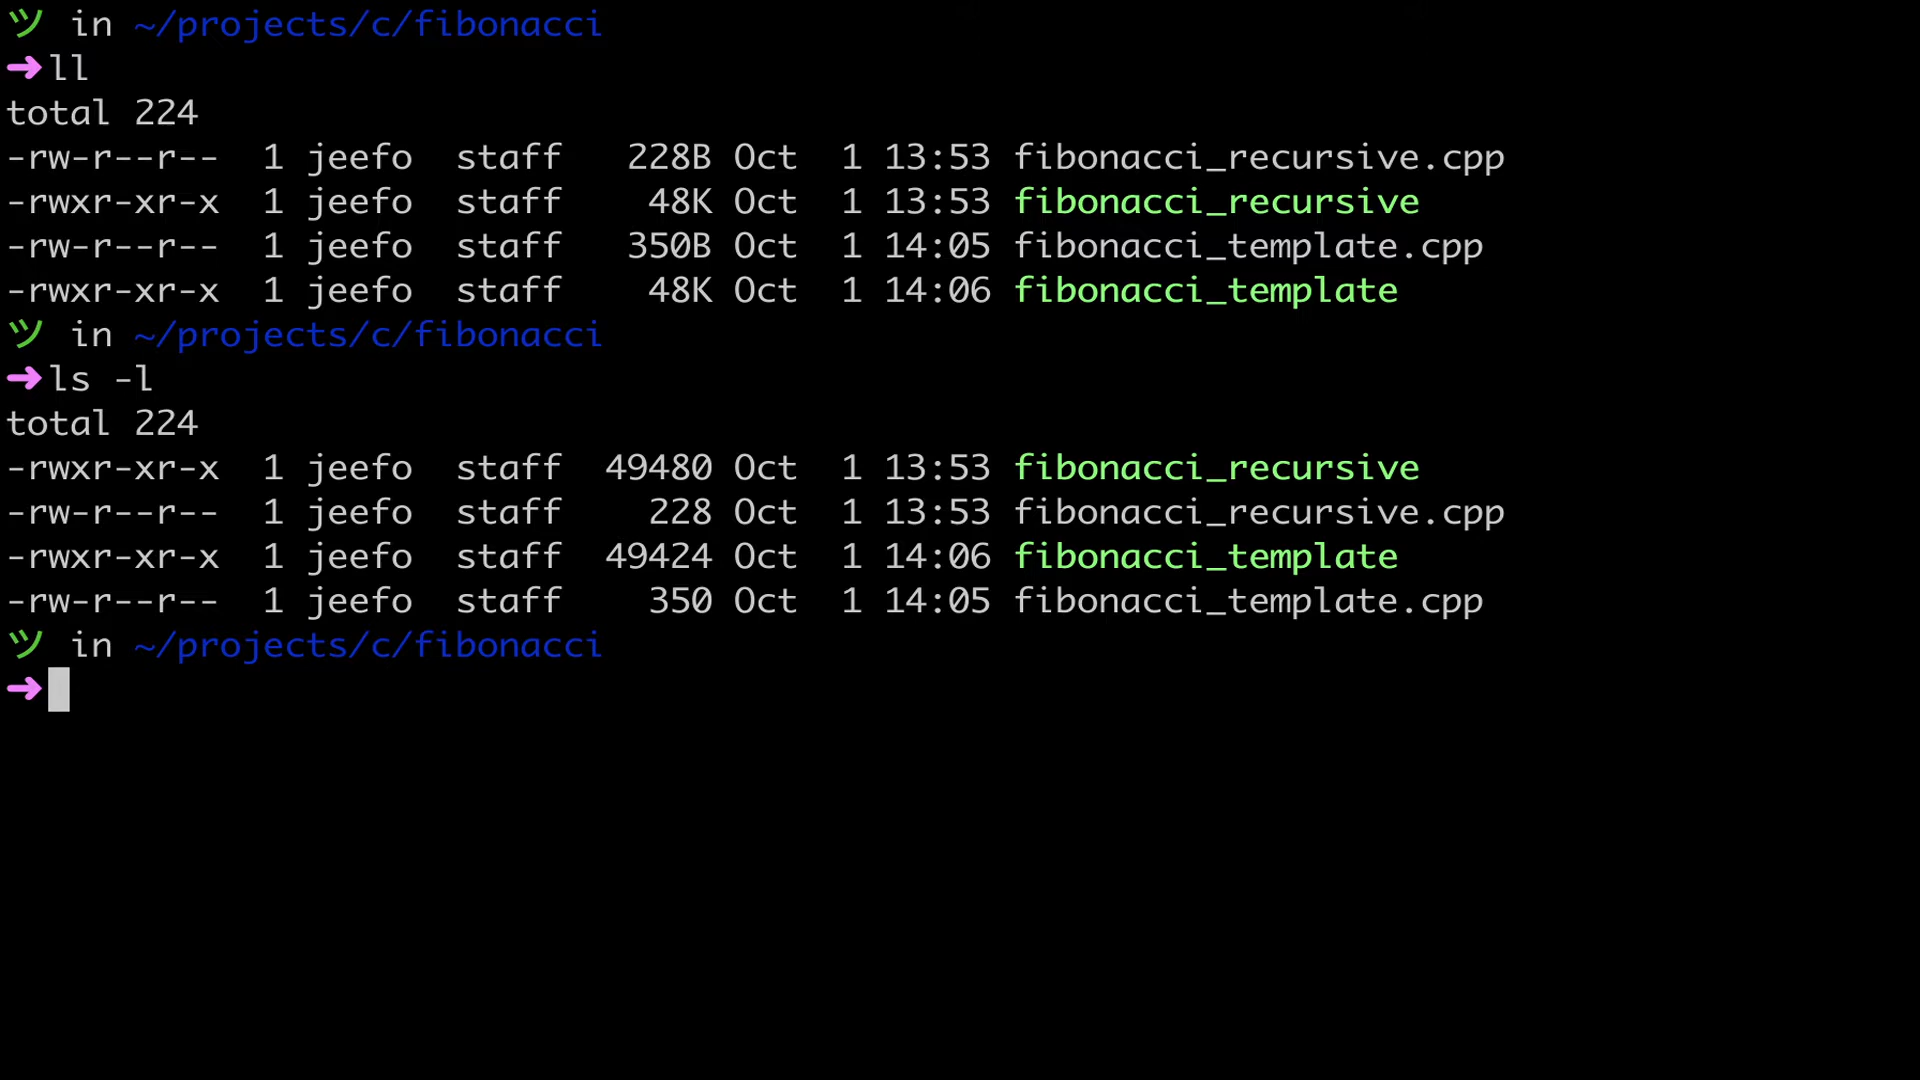 ツ in ~/projects/c/fibonacci
➜ ll
total 224
-rw-r--r--  1 jeefo  staff   228B Oct  1 13:53 fibonacci_recursive.cpp
-rwxr-xr-x  1 jeefo  staff    48K Oct  1 13:53 fibonacci_recursive
-rw-r--r--  1 jeefo  staff   350B Oct  1 14:05 fibonacci_template.cpp
-rwxr-xr-x  1 jeefo  staff    48K Oct  1 14:06 fibonacci_template
ツ in ~/projects/c/fibonacci
➜ ls -l
total 224
-rwxr-xr-x  1 jeefo  staff  49480 Oct  1 13:53 fibonacci_recursive
-rw-r--r--  1 jeefo  staff    228 Oct  1 13:53 fibonacci_recursive.cpp
-rwxr-xr-x  1 jeefo  staff  49424 Oct  1 14:06 fibonacci_template
-rw-r--r--  1 jeefo  staff    350 Oct  1 14:05 fibonacci_template.cpp
ツ in ~/projects/c/fibonacci
➜